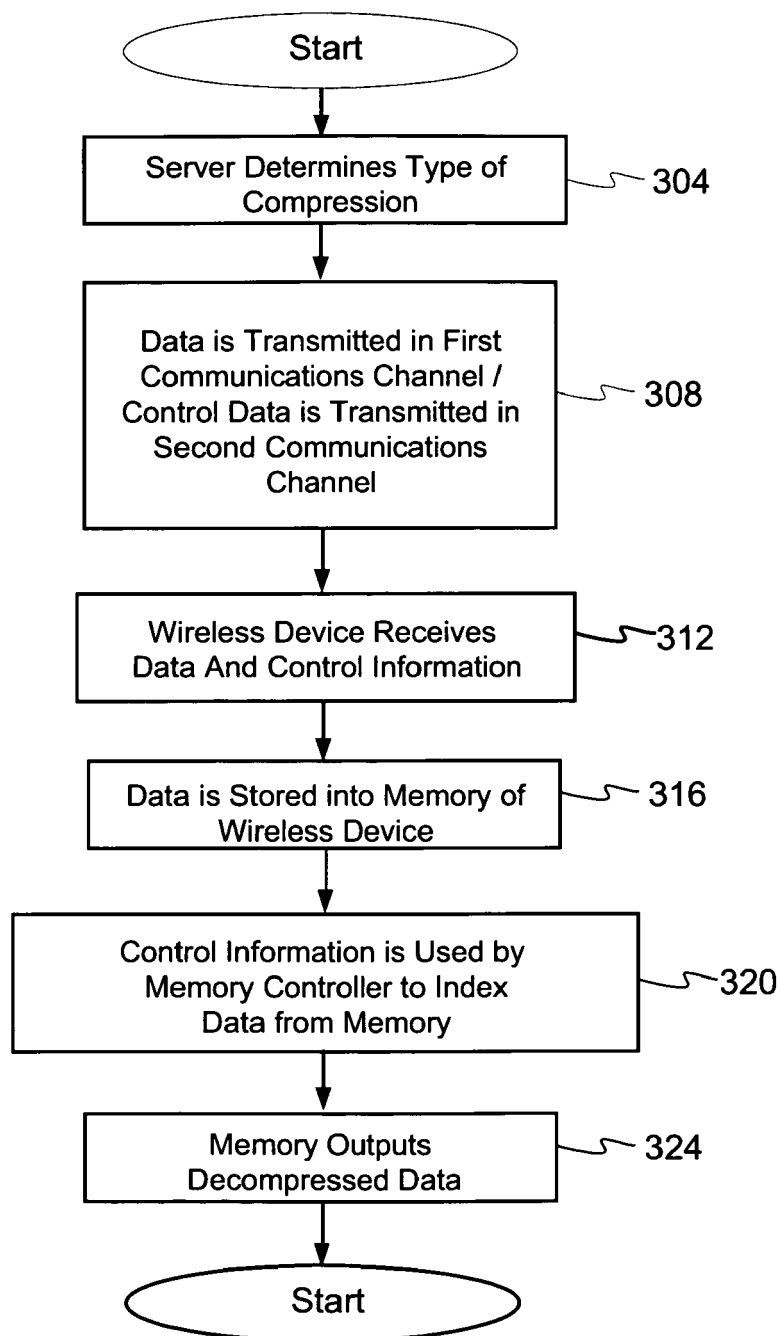 Start
Server Determines Type of
Compression
304
Data is Transmitted in First
Communications Channel /
Control Data is Transmitted in
Second Communications
Channel
308
Wireless Device Receives
Data And Control Information
312
Data is Stored into Memory of
Wireless Device
316
Control Information is Used by
Memory Controller to Index
Data from Memory
320
Memory Outputs
Decompressed Data
324
Start